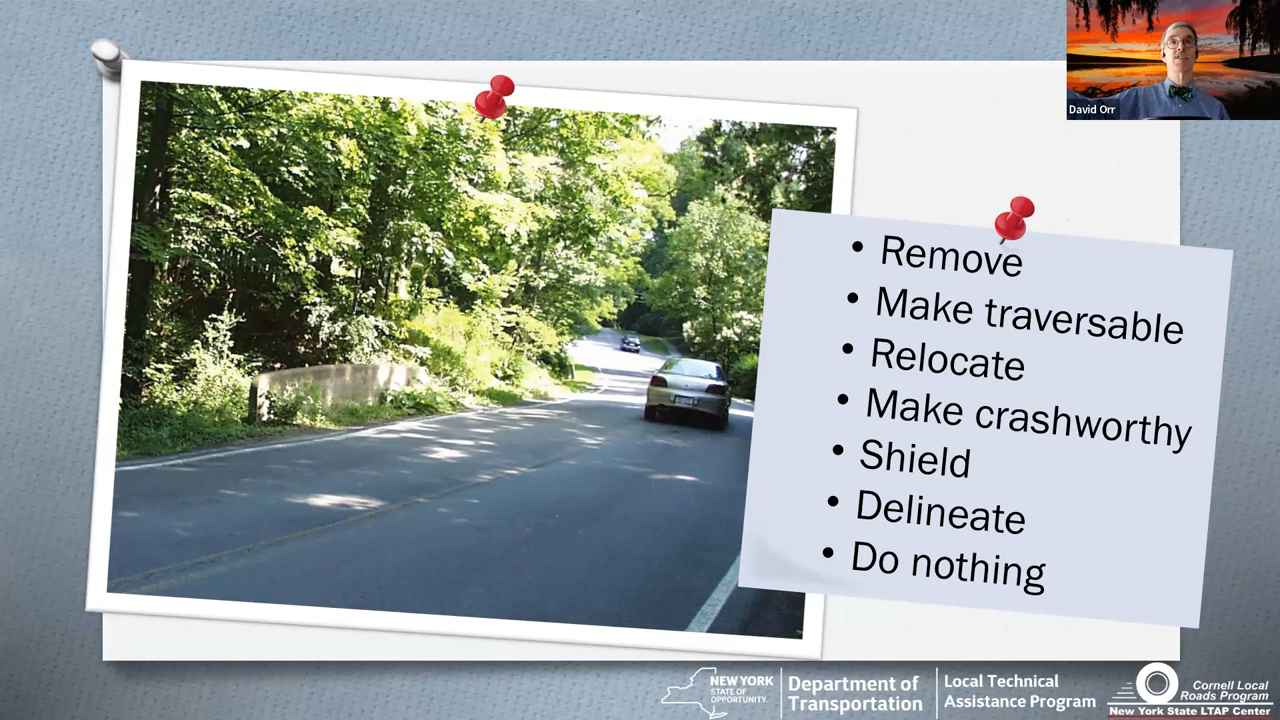 David Orr
• Remove
• Make traversable
• Relocate
• Make crashworthy
• Shield
• Delineate
• Do nothing
NEW YORK
STATE OF
OPPORTUNITY.
Department of
Transportation
Local Technical
Assistance Program
Cornell Local
Roads Program
New York State LTAP Center